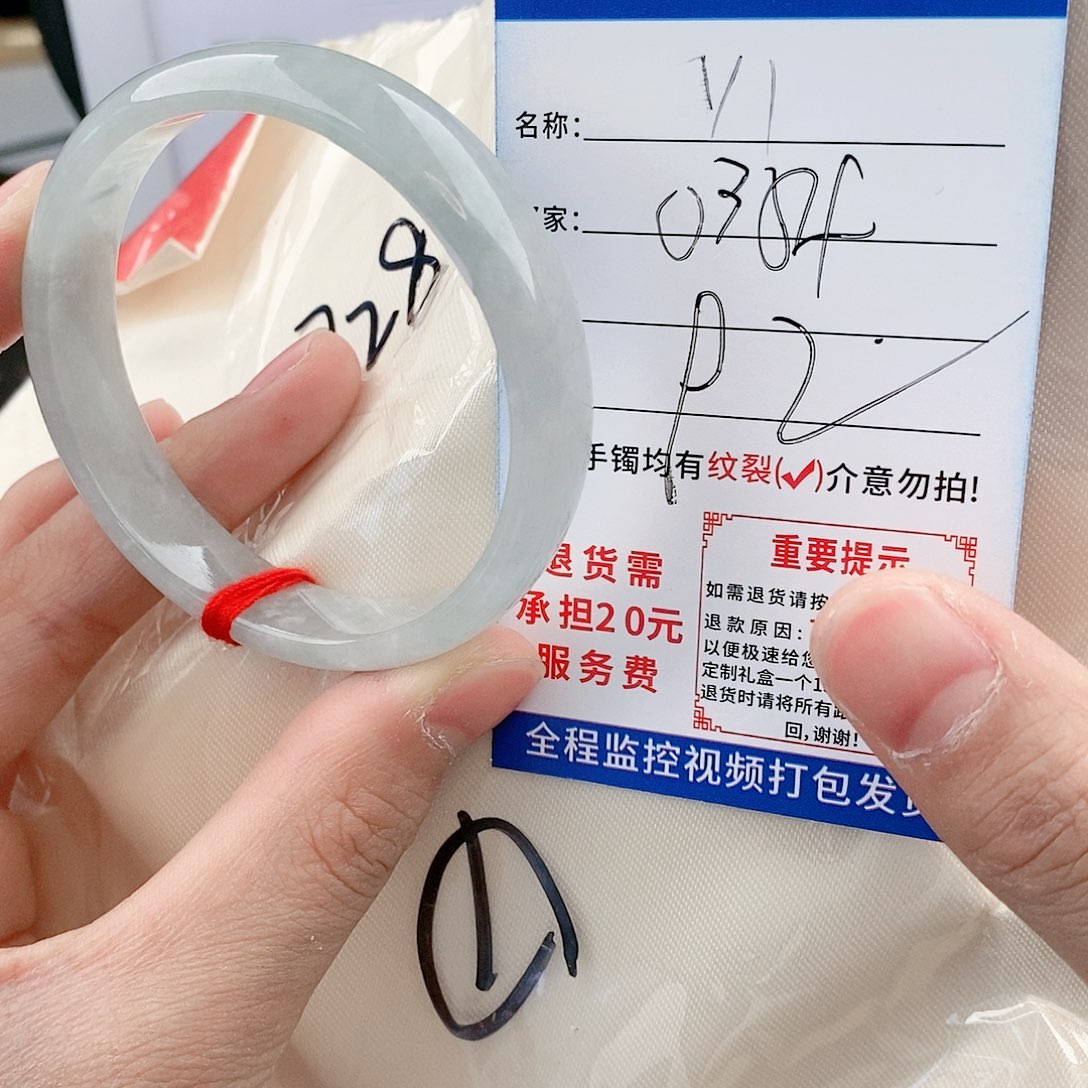 名称：
家：
228
P2
手镯均有纹裂(✓)介意勿拍！
退货需
承担20元
服务费
重要提示
如需退货请按
退款原因：
以便极速给您
定制礼盒一个1
退货时请将所有
回，谢谢！
全程监控视频打包发货
①